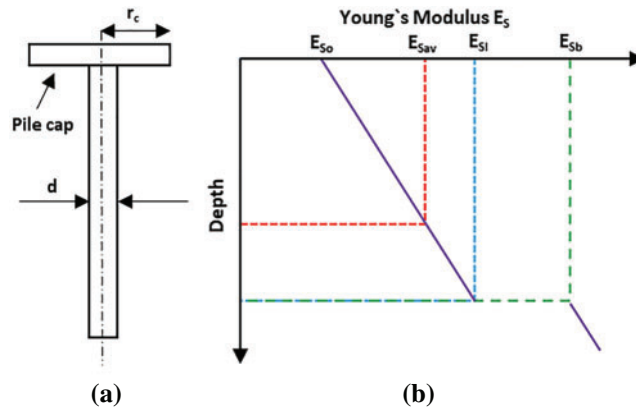 r_c
Pile cap
d
(a)
Young`s Modulus E_S
E_So E_Sav E_Sl E_Sb
Depth
(b)